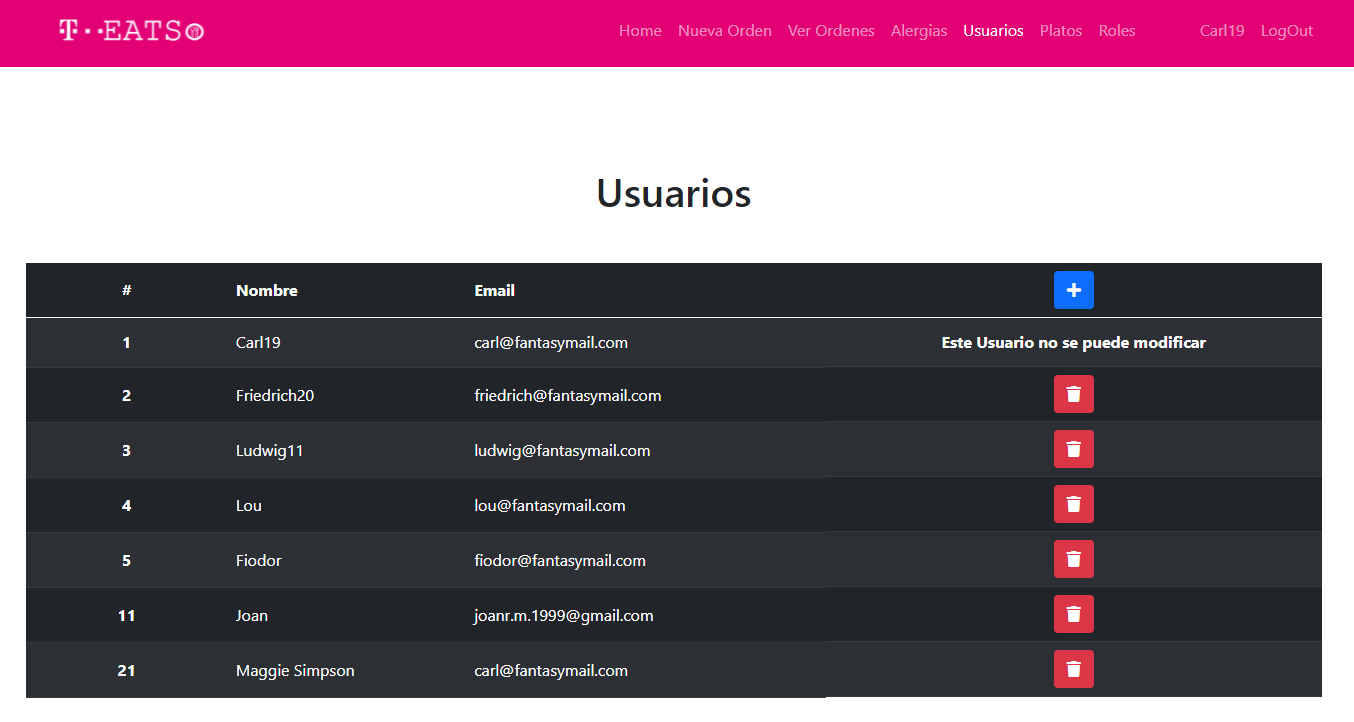 T··EATS
Home Nueva Orden Ver Ordenes Alergias Usuarios Platos Roles Carl19 LogOut
Usuarios
# Nombre Email +
1 Carl19 carl@fantasymail.com Este Usuario no se puede modificar
2 Friedrich20 friedrich@fantasymail.com
3 Ludwig11 ludwig@fantasymail.com
4 Lou lou@fantasymail.com
5 Fiodor fiodor@fantasymail.com
11 Joan joanr.m.1999@gmail.com
21 Maggie Simpson carl@fantasymail.com